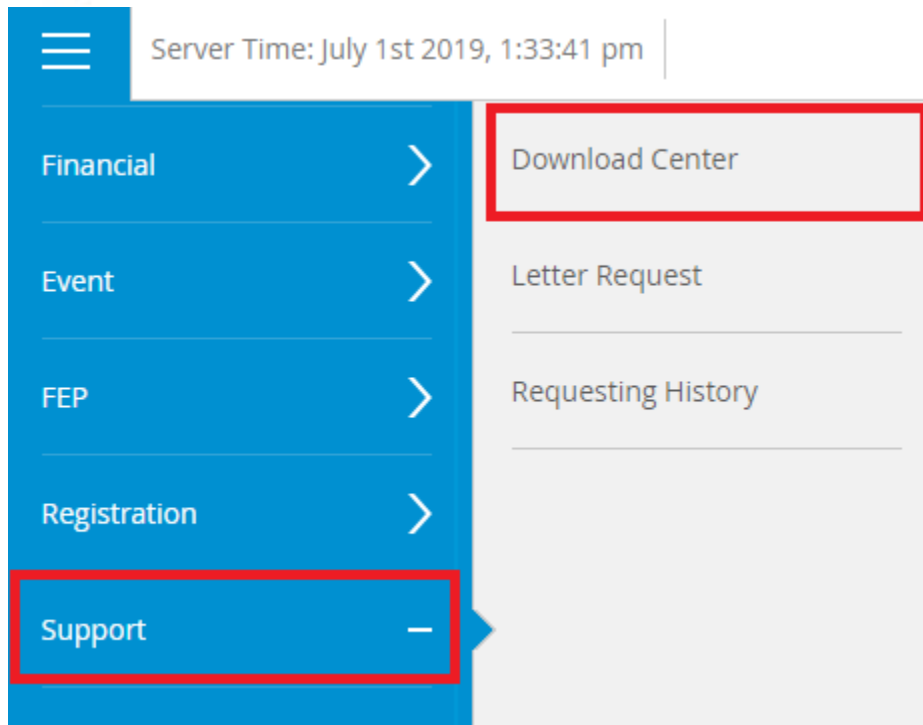 Server Time: July 1st 2019, 1:33:41 pm
Financial
Event
FEP
Registration
Support
Download Center
Letter Request
Requesting History